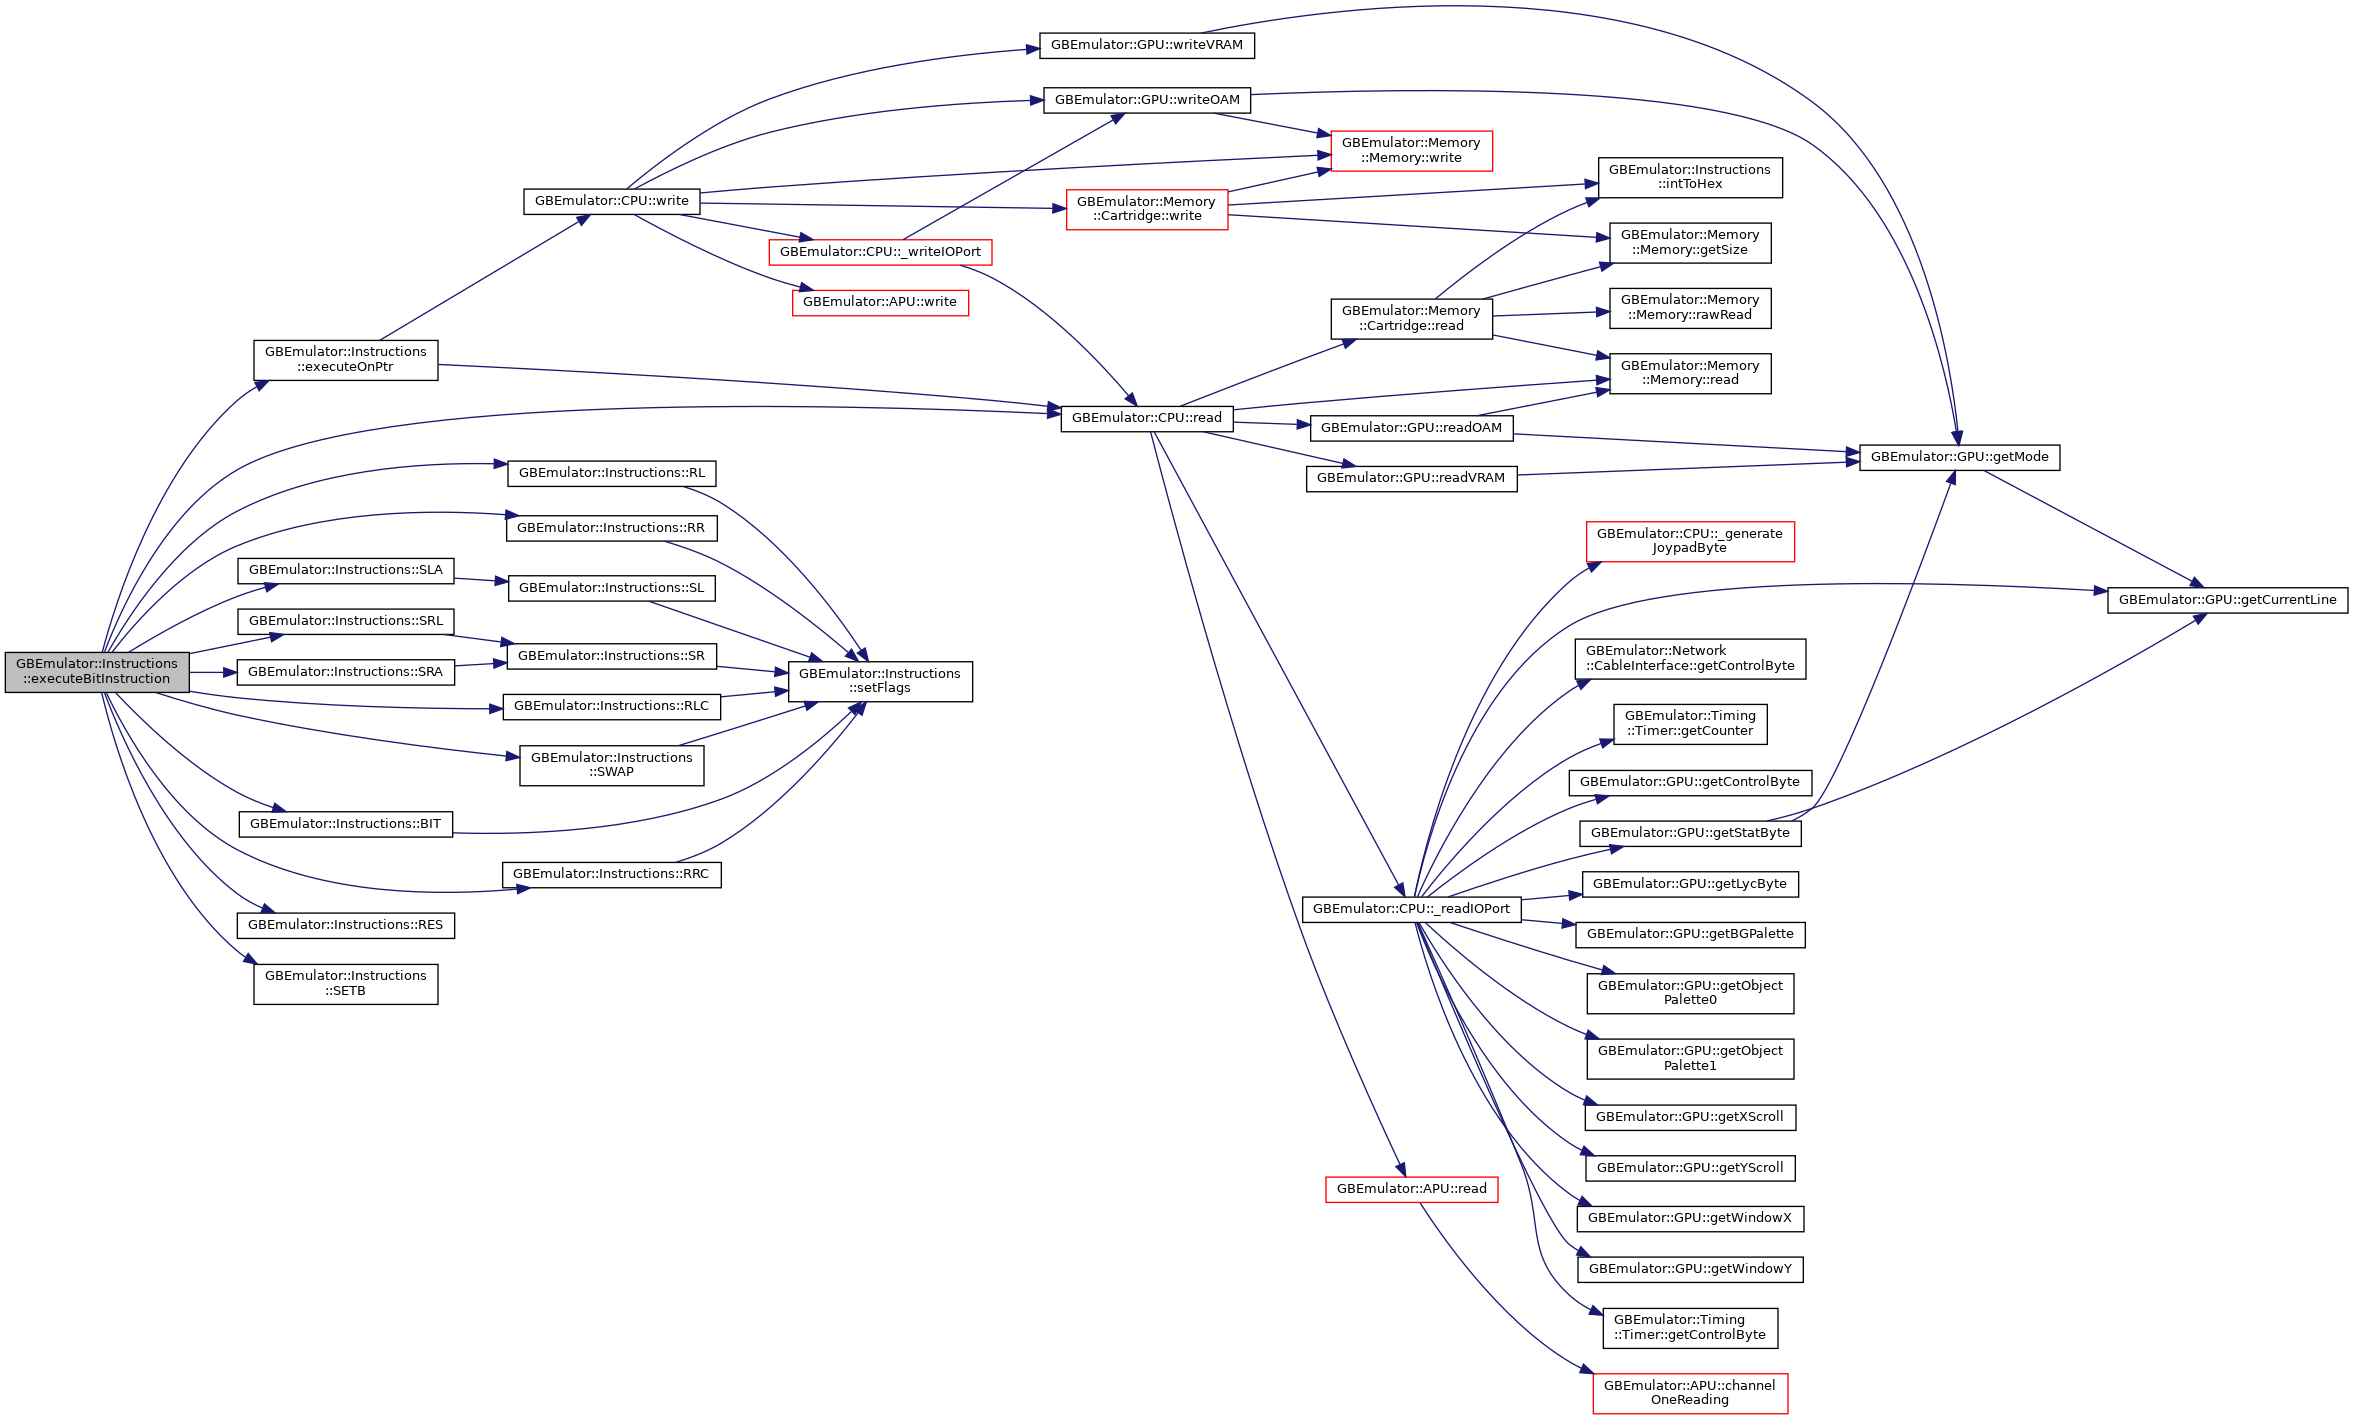 GBEmulator::Instructions
::executeBitInstruction
GBEmulator::Instructions
::executeOnPtr
GBEmulator::Instructions::SLA
GBEmulator::Instructions::SRL
GBEmulator::Instructions::SRA
GBEmulator::Instructions::BIT
GBEmulator::Instructions::RES
GBEmulator::Instructions
::SETB
GBEmulator::CPU::write
GBEmulator::Instructions::RL
GBEmulator::Instructions::RR
GBEmulator::Instructions::SL
GBEmulator::Instructions::SR
GBEmulator::Instructions::RLC
GBEmulator::Instructions
::SWAP
GBEmulator::Instructions::RRC
GBEmulator::CPU::_writeIOPort
GBEmulator::APU::write
GBEmulator::Instructions
::setFlags
GBEmulator::GPU::writeVRAM
GBEmulator::GPU::writeOAM
GBEmulator::Memory
::Cartridge::write
GBEmulator::CPU::read
GBEmulator::Memory
::Memory::write
GBEmulator::Memory
::Cartridge::read
GBEmulator::GPU::readOAM
GBEmulator::GPU::readVRAM
GBEmulator::CPU::_readIOPort
GBEmulator::APU::read
GBEmulator::Instructions
::intToHex
GBEmulator::Memory
::Memory::getSize
GBEmulator::Memory
::Memory::rawRead
GBEmulator::Memory
::Memory::read
GBEmulator::CPU::_generate
JoypadByte
GBEmulator::Network
::CableInterface::getControlByte
GBEmulator::Timing
::Timer::getCounter
GBEmulator::GPU::getControlByte
GBEmulator::GPU::getStatByte
GBEmulator::GPU::getLycByte
GBEmulator::GPU::getBGPalette
GBEmulator::GPU::getObject
Palette0
GBEmulator::GPU::getObject
Palette1
GBEmulator::GPU::getXScroll
GBEmulator::GPU::getYScroll
GBEmulator::GPU::getWindowX
GBEmulator::GPU::getWindowY
GBEmulator::Timing
::Timer::getControlByte
GBEmulator::APU::channel
OneReading
GBEmulator::GPU::getMode
GBEmulator::GPU::getCurrentLine